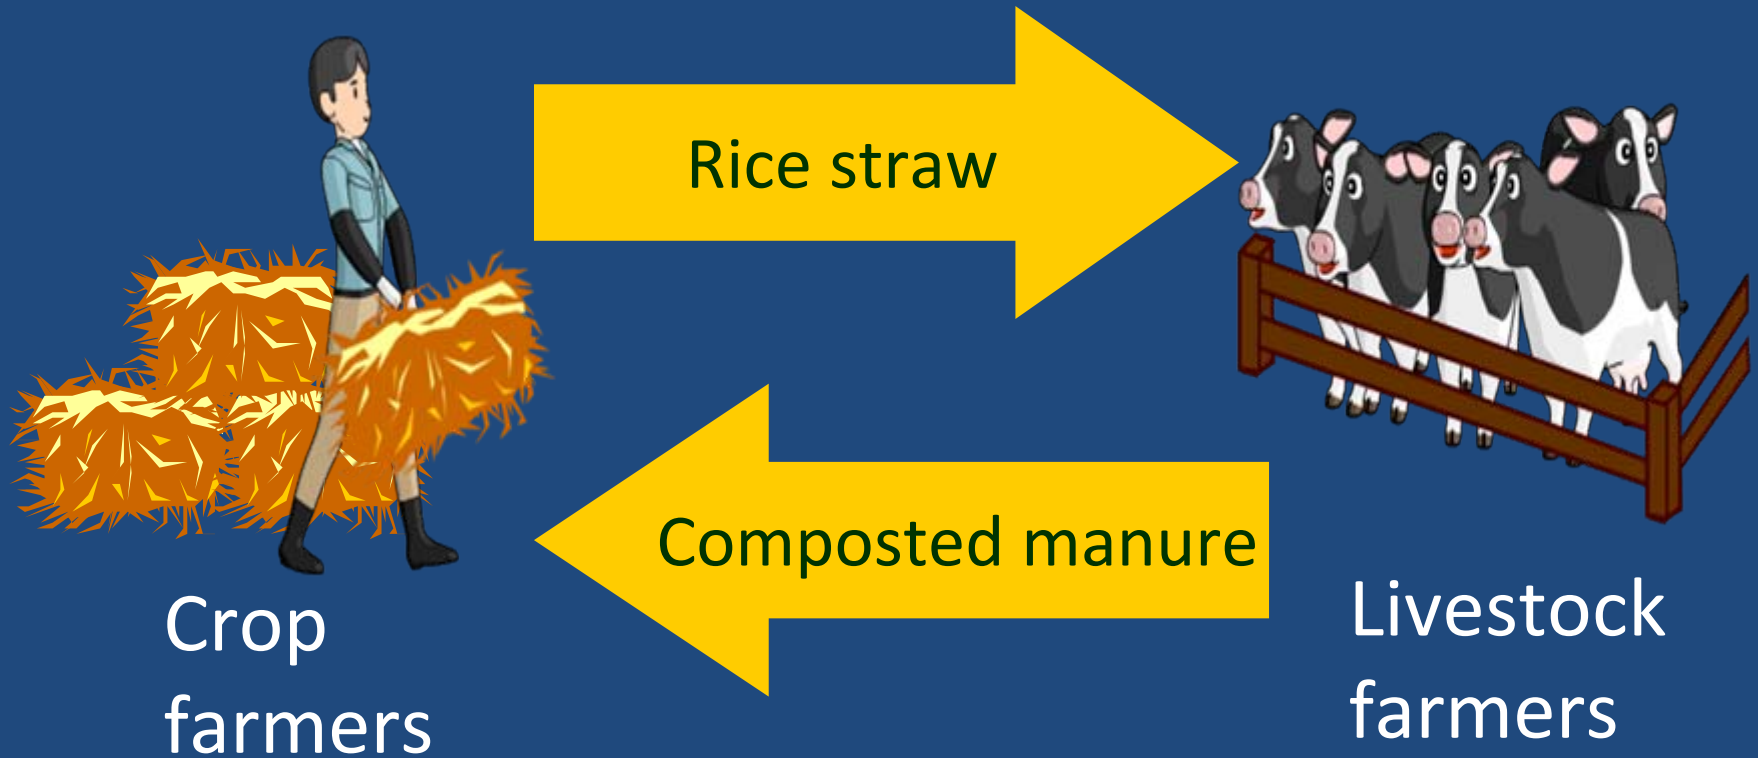 Rice straw
Composted manure
Crop
farmers
Livestock
farmers